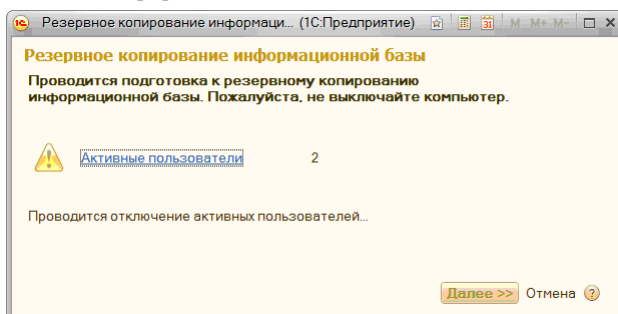 Резервное копирование информаци... (1С:Предприятие) 31 M M+ M-
Резервное копирование информационной базы
Проводится подготовка к резервному копированию
информационной базы. Пожалуйста, не выключайте компьютер.
Активные пользователи 2
Проводится отключение активных пользователей...
Далее >> Отмена ?